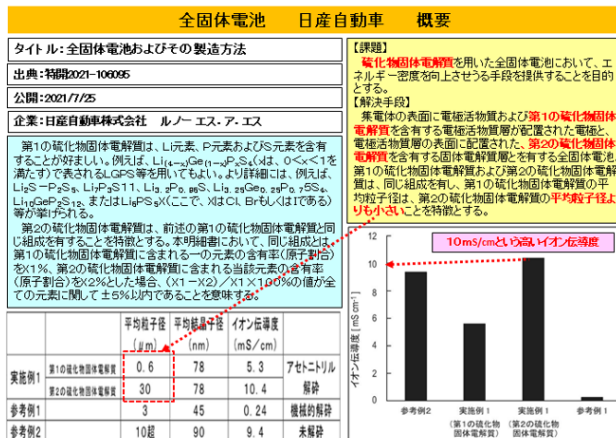 全固体電池　日産自動車　概要
タイトル：全固体電池およびその製造方法
出典：特開2021-106095
公開：2021/7/25
企業：日産自動車株式会社　ルノー エス．ア．エス
第1の硫化物固体電解質は、Li元素、P元素およびS元素を含有
することが好ましい。例えば、Li(4-x)Ge(1-x)PxS4（xは、0＜x＜1を
満たす）で表されるLGPS等を用いてもよい。より詳細には、例えば、
Li2S－P2S5、Li7P3S11、Li3.2P0.96S、Li3.25Ge0.25P0.75S4、
Li10GeP2S12、またはLi6PS5X（ここで、XはCl、BrもしくはIである）
等が挙げられる。
第2の硫化物固体電解質は、前述の第1の硫化物固体電解質と同
じ組成を有することを特徴とする。本明細書において、同じ組成とは、
第1の硫化物固体電解質に含まれる一の元素の含有率（原子割合）
をX1％、第2の硫化物固体電解質に含まれる当該元素の含有率
（原子割合）をX2％とした場合、（X1－X2）／X1×100％の値が全
ての元素に関して±5％以内であることを意味する。
【課題】
硫化物固体電解質を用いた全固体電池において、エ
ネルギー密度を向上させうる手段を提供することを目的
とする。
【解決手段】
集電体の表面に電極活物質および第1の硫化物固体
電解質を含有する電極活物質層が配置された電極と、
電極活物質層の表面に配置された、第2の硫化物固体
電解質を含有する固体電解質層とを有する全固体電池。
第1の硫化物固体電解質および第2の硫化物固体電解
質は、同じ組成を有し、第1の硫化物固体電解質の平
均粒子径は、第2の硫化物固体電解質の平均粒子径よ
りも小さいことを特徴とする。
平均粒子径 平均結晶子径 イオン伝導度
(μm) (nm) (mS/cm)
実施例1 第1の硫化物固体電解質 0.6 78 5.3 アセトニトリル
第2の硫化物固体電解質 30 78 10.4 解砕
参考例1 3 45 0.24 機械的解砕
参考例2 10超 90 9.4 未解砕
10mS/cmという高いイオン伝導度
イオン伝導度 [mS cm-1]
12
10
8
6
4
2
0
参考例2 実施例1 実施例1 参考例1
（第1の硫化物 （第2の硫化物
固体電解質） 固体電解質）